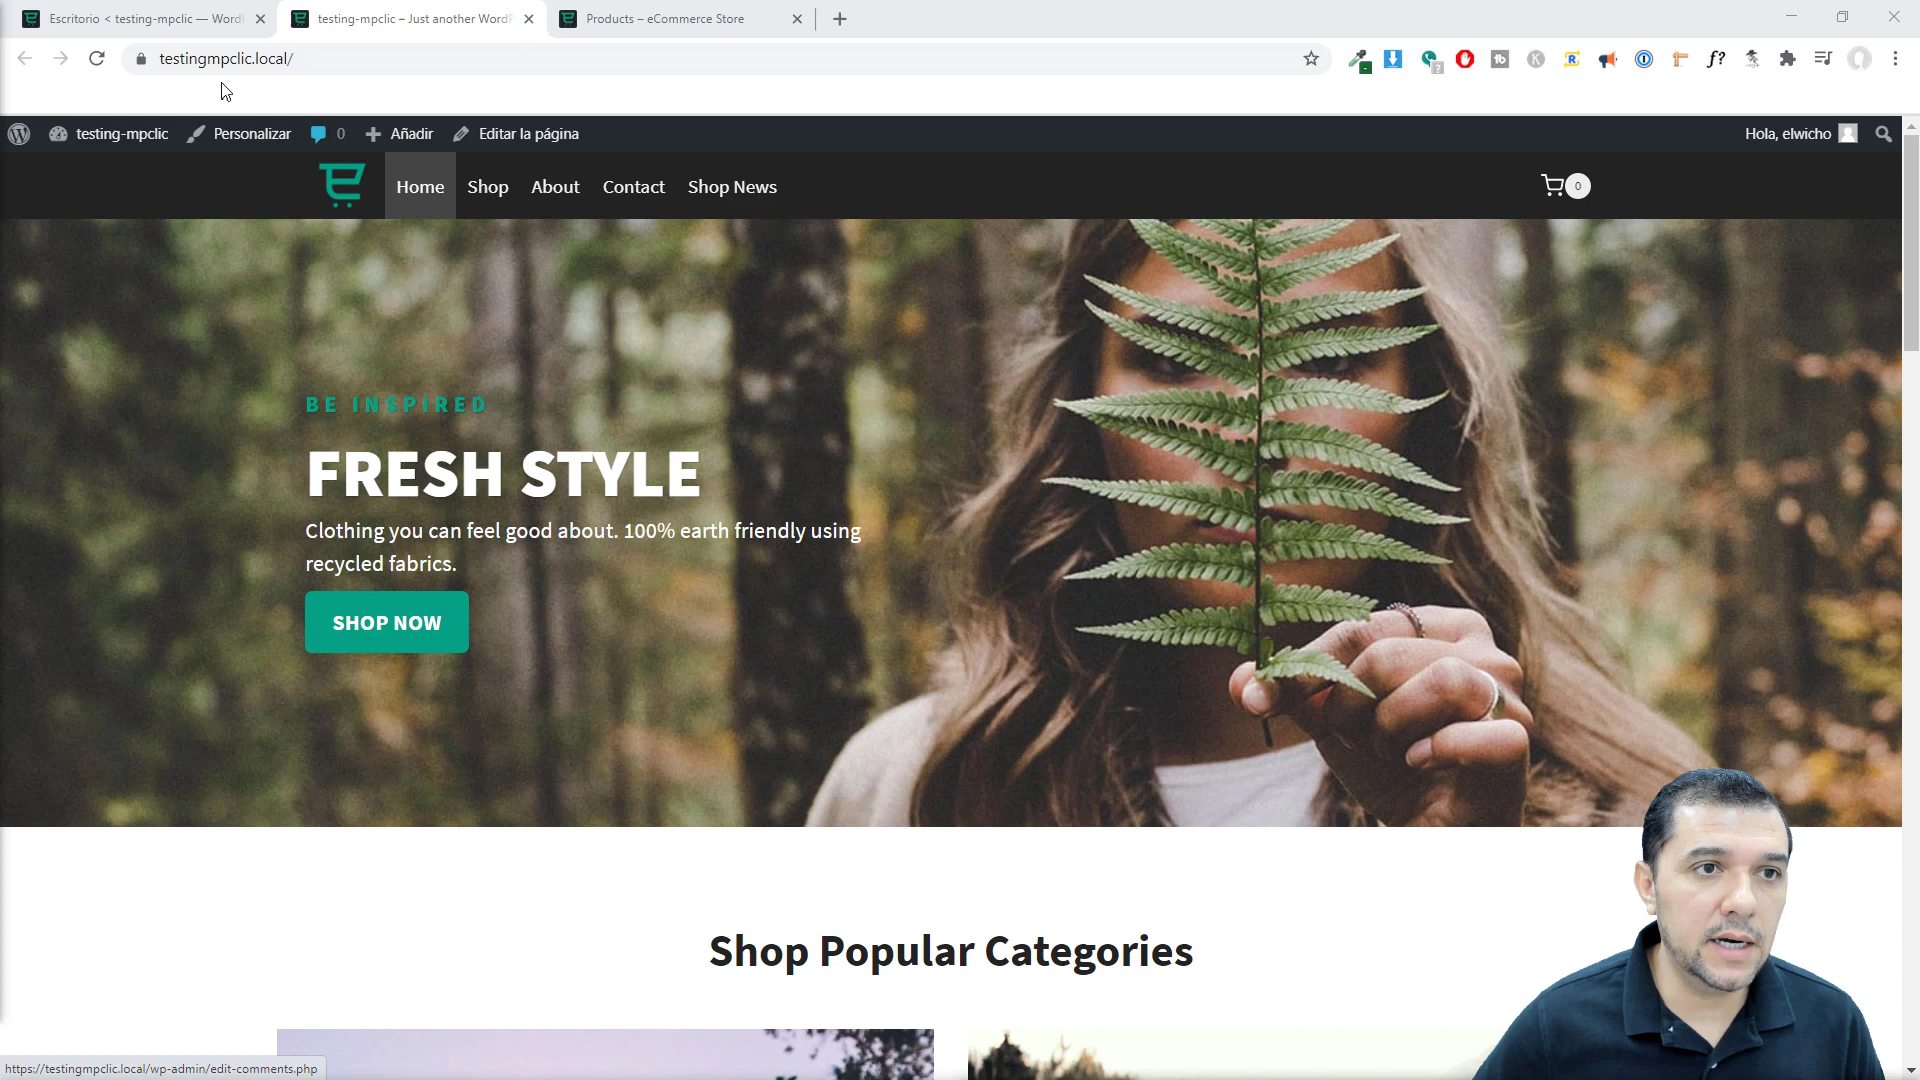 Escritorio < testing-mpclic — Word
testing-mpclic – Just another Word
Products – eCommerce Store
testingmpclic.local/
testing-mpclic
Personalizar
0
Añadir
Editar la página
Hola, elwicho
Home
Shop
About
Contact
Shop News
0
BE INSPIRED
FRESH STYLE
Clothing you can feel good about. 100% earth friendly using
recycled fabrics.
SHOP NOW
Shop Popular Categories
https://testingmpclic.local/wp-admin/edit-comments.php